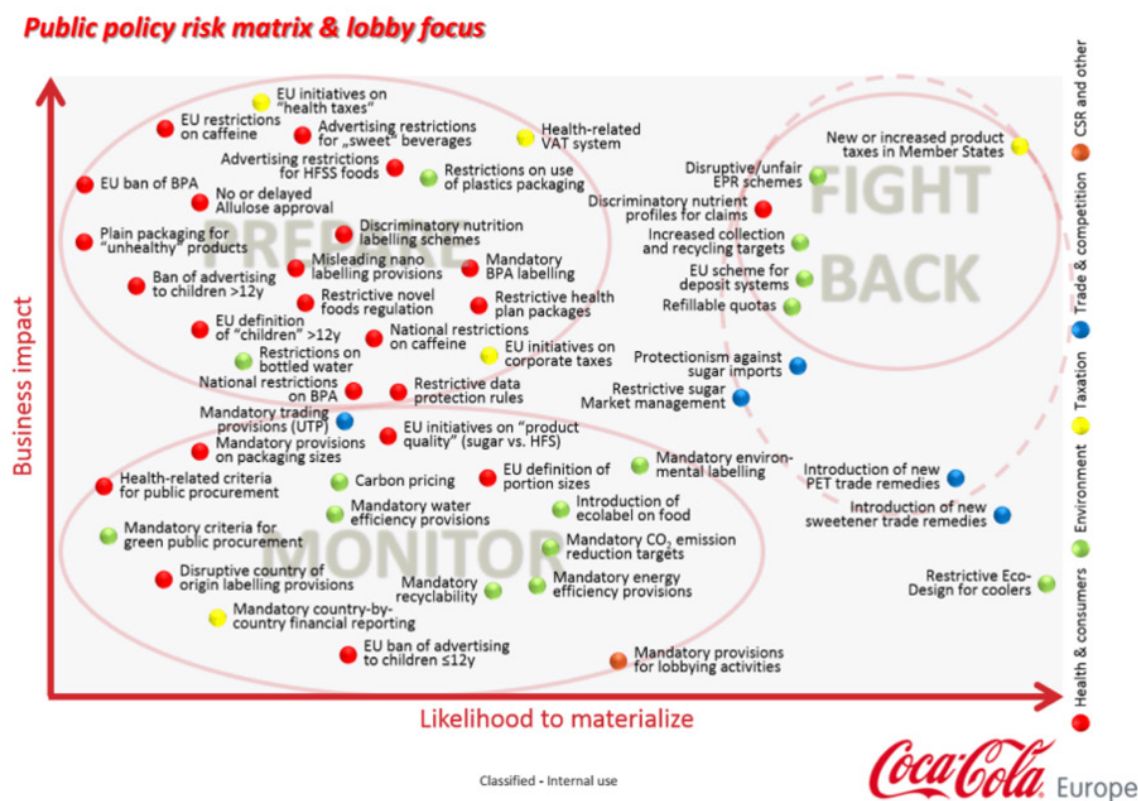 Public policy risk matrix & lobby focus
EU initiatives on
"health taxes"
EU restrictions
on caffeine
Advertising restrictions
for „sweet" beverages
Health-related
VAT system
New or increased product
taxes in Member States
Advertising restrictions
for HFSS foods
Restrictions on use
of plastics packaging
Disruptive/unfair
EPR schemes
EU ban of BPA
No or delayed
Allulose approval
Discriminatory nutrient
profiles for claims
FIGHT
BACK
PREPARE
Plain packaging for
"unhealthy" products
Discriminatory nutrition
labelling schemes
Increased collection
and recycling targets
Misleading nano
labelling provisions
Mandatory
BPA labelling
EU scheme for
deposit systems
Ban of advertising
to children >12y
Restrictive novel
foods regulation
Restrictive health
plan packages
Refillable quotas
EU definition
of "children" >12y
National restrictions
on caffeine
EU initiatives on
corporate taxes
Restrictions on
bottled water
Protectionism against
sugar imports
National restrictions
on BPA
Restrictive data
protection rules
Restrictive sugar
Market management
Mandatory trading
provisions (UTP)
EU initiatives on "product
quality" (sugar vs. HFS)
Mandatory provisions
on packaging sizes
Mandatory environ-
mental labelling
Health-related criteria
for public procurement
Carbon pricing
EU definition of
portion sizes
Introduction of new
PET trade remedies
Mandatory water
efficiency provisions
Introduction of
ecolabel on food
Introduction of new
sweetener trade remedies
Mandatory criteria for
green public procurement
MONITOR
Mandatory CO₂ emission
reduction targets
Disruptive country of
origin labelling provisions
Mandatory
recyclability
Mandatory energy
efficiency provisions
Restrictive Eco-
Design for coolers
Mandatory country-by-
country financial reporting
EU ban of advertising
to children ≤12y
Mandatory provisions
for lobbying activities
Business impact
Likelihood to materialize
Health & consumers
Environment
Taxation
Trade & competition
CSR and other
Classified - Internal use
Coca-Cola Europe